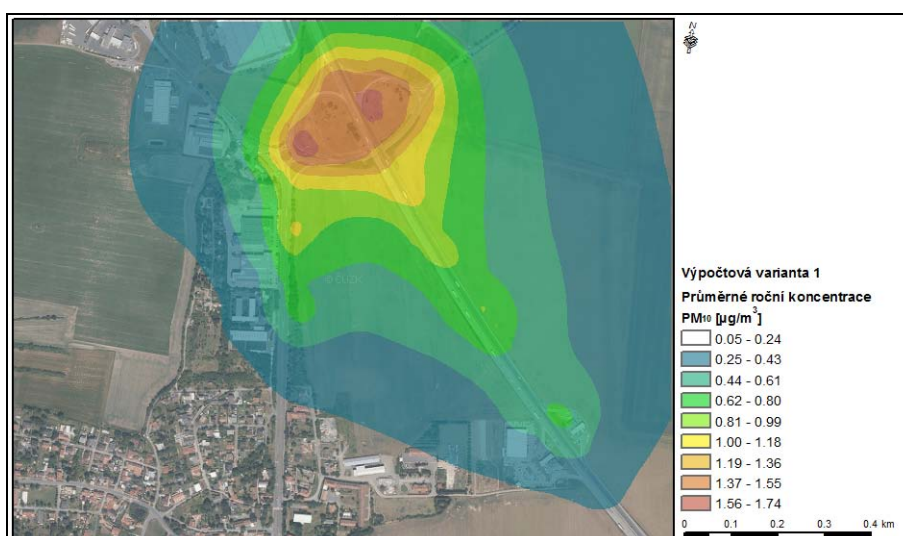 N
Výpočtová varianta 1
Průměrné roční koncentrace
PM10 [µg/m³]
0.05 - 0.24
0.25 - 0.43
0.44 - 0.61
0.62 - 0.80
0.81 - 0.99
1.00 - 1.18
1.19 - 1.36
1.37 - 1.55
1.56 - 1.74
0 0.1 0.2 0.3 0.4 km